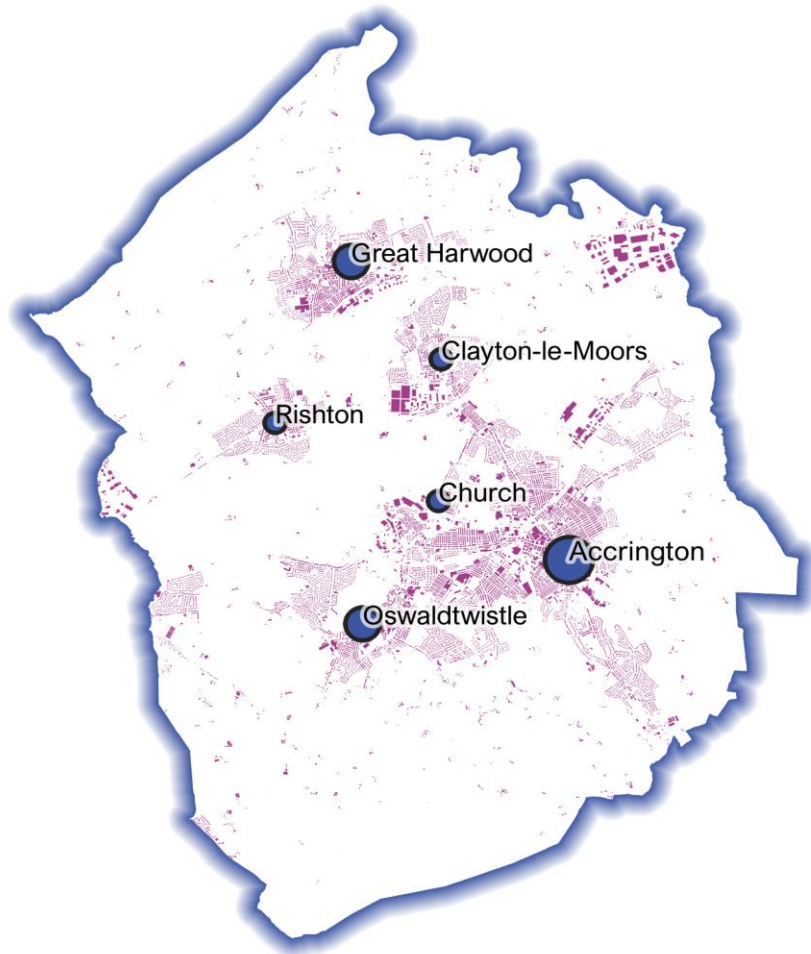 Great Harwood
Clayton-le-Moors
Rishton
Church
Accrington
Oswaldtwistle